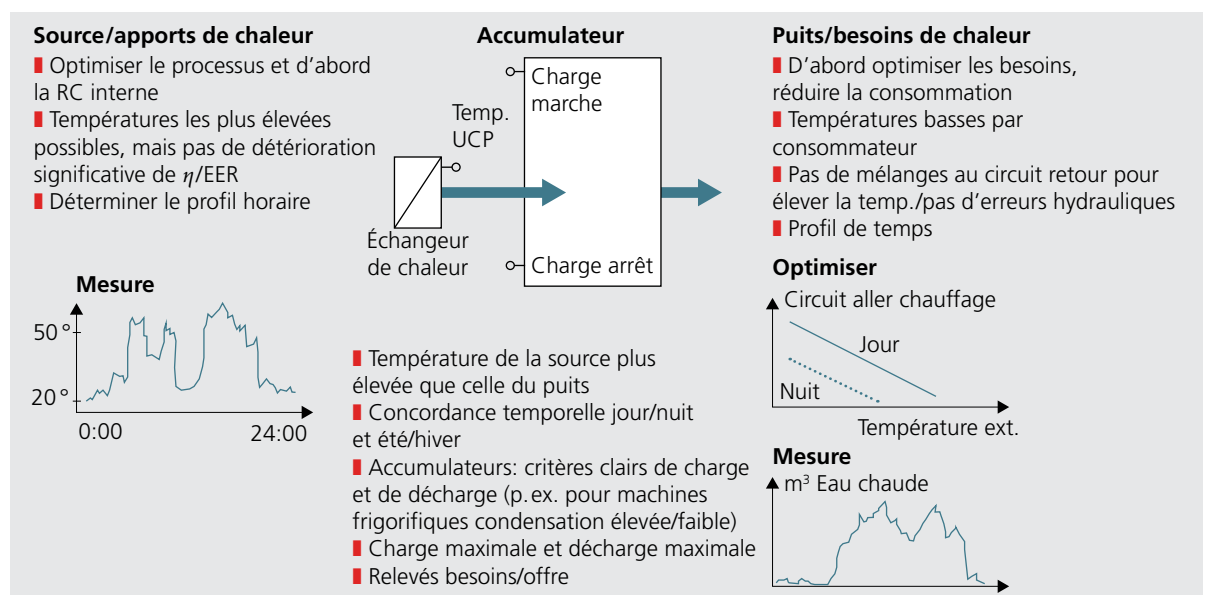 Source/apports de chaleur
▮ Optimiser le processus et d'abord
la RC interne
▮ Températures les plus élevées
possibles, mais pas de détérioration
significative de η/EER
▮ Déterminer le profil horaire
Mesure
50 °
20 °
0:00
24:00
Accumulateur
Charge
marche
Temp.
UCP
Échangeur
de chaleur
Charge arrêt
▮ Température de la source plus
élevée que celle du puits
▮ Concordance temporelle jour/nuit
et été/hiver
▮ Accumulateurs: critères clairs de charge
et de décharge (p.ex. pour machines
frigorifiques condensation élevée/faible)
▮ Charge maximale et décharge maximale
▮ Relevés besoins/offre
Puits/besoins de chaleur
▮ D'abord optimiser les besoins,
réduire la consommation
▮ Températures basses par
consommateur
▮ Pas de mélanges au circuit retour pour
élever la temp./pas d'erreurs hydrauliques
▮ Profil de temps
Optimiser
Circuit aller chauffage
Jour
Nuit
Température ext.
Mesure
m³ Eau chaude